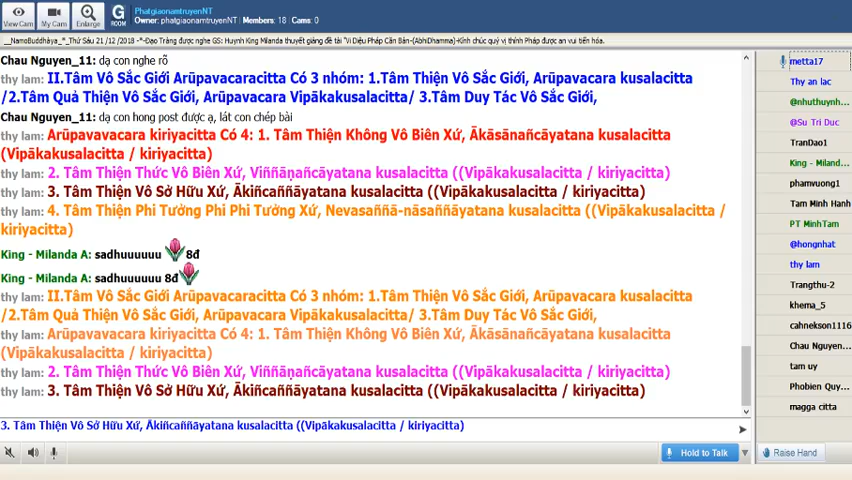 PhatgiaonamtruyenNT
Owner: phatgiaonamtruyenNT | Members: 18 | Cams: 0
View Cam
My Cam
Enlarge
G
ROOM
__NamoBuddhàya_*_Thứ Sáu 21 /12 /2018 -*-Đạo Tràng được nghe GS: Huynh King Milanda thuyết giảng đề tài "Vi Diệu Pháp Căn Bản-(AbhiDhamma)-Kính chúc quý vị thính Pháp được an vui tiến hóa.
Chau Nguyen_11: dạ con nghe rõ
thy lam: II.Tâm Vô Sắc Giới Arūpavacaracitta Có 3 nhóm: 1.Tâm Thiện Vô Sắc Giới, Arūpavacara kusalacitta
/2.Tâm Quả Thiện Vô Sắc Giới, Arūpavacara Vipākakusalacitta/ 3.Tâm Duy Tác Vô Sắc Giới,
Chau Nguyen_11: dạ con hong post được ạ, lát con chép bài
thy lam: Arūpavavacara kiriyacitta Có 4: 1. Tâm Thiện Không Vô Biên Xứ, Ākāsānañcāyatana kusalacitta
(Vipākakusalacitta / kiriyacitta)
thy lam: 2. Tâm Thiện Thức Vô Biên Xứ, Viññāṇañcāyatana kusalacitta ((Vipākakusalacitta / kiriyacitta)
thy lam: 3. Tâm Thiện Vô Sở Hữu Xứ, Ākiñcaññāyatana kusalacitta ((Vipākakusalacitta / kiriyacitta)
thy lam: 4. Tâm Thiện Phi Tưởng Phi Phi Tưởng Xứ, Nevasaññā-nāsaññāyatana kusalacitta ((Vipākakusalacitta /
kiriyacitta)
King - Milanda A: sadhuuuuuu 8đ
King - Milanda A: sadhuuuuuu 8đ
thy lam: II.Tâm Vô Sắc Giới Arūpavacaracitta Có 3 nhóm: 1.Tâm Thiện Vô Sắc Giới, Arūpavacara kusalacitta
/2.Tâm Quả Thiện Vô Sắc Giới, Arūpavacara Vipākakusalacitta/ 3.Tâm Duy Tác Vô Sắc Giới,
thy lam: Arūpavavacara kiriyacitta Có 4: 1. Tâm Thiện Không Vô Biên Xứ, Ākāsānañcāyatana kusalacitta
(Vipākakusalacitta / kiriyacitta)
thy lam: 2. Tâm Thiện Thức Vô Biên Xứ, Viññāṇañcāyatana kusalacitta ((Vipākakusalacitta / kiriyacitta)
thy lam: 3. Tâm Thiện Vô Sở Hữu Xứ, Ākiñcaññāyatana kusalacitta ((Vipākakusalacitta / kiriyacitta)
3. Tâm Thiện Vô Sở Hữu Xứ, Ākiñcaññāyatana kusalacitta ((Vipākakusalacitta / kiriyacitta)
Hold to Talk
metta17
Thy an lac
@nhuthuynh...
@Su Tri Duc
TranDao1
King - Miland...
phamvuong1
Tam Minh Hanh
PT MinhTam
@hongnhat
thy lam
Trangthu-2
khema_5
cahnekson1116
Chau Nguyen...
tam uy
Phobien Quy...
magga citta
Raise Hand